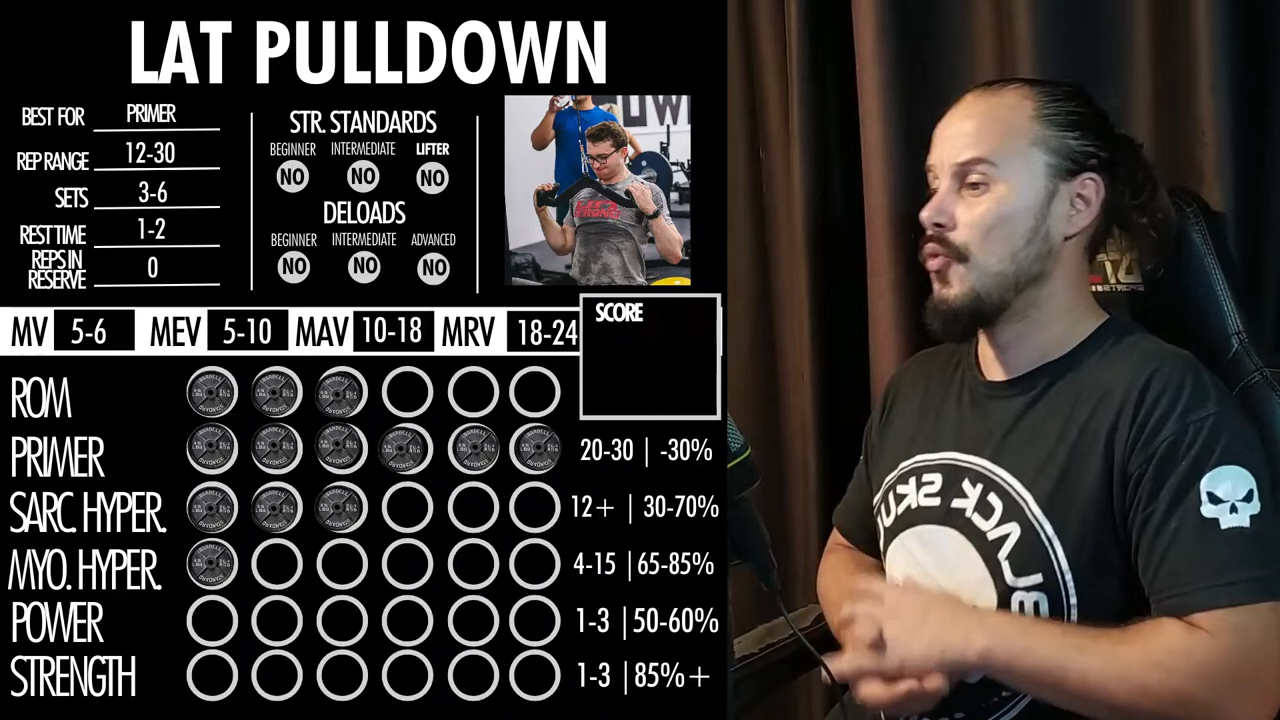 LAT PULLDOWN
BEST FOR PRIMER
REP RANGE 12-30
SETS 3-6
REST TIME 1-2
REPS IN
RESERVE 0
STR. STANDARDS
BEGINNER INTERMEDIATE LIFTER
NO NO NO
DELOADS
BEGINNER INTERMEDIATE ADVANCED
NO NO NO
MV 5-6 MEV 5-10 MAV 10-18 MRV 18-24
SCORE
ROM
PRIMER 20-30 | -30%
SARC. HYPER. 12+ | 30-70%
MYO. HYPER. 4-15 | 65-85%
POWER 1-3 | 50-60%
STRENGTH 1-3 | 85%+